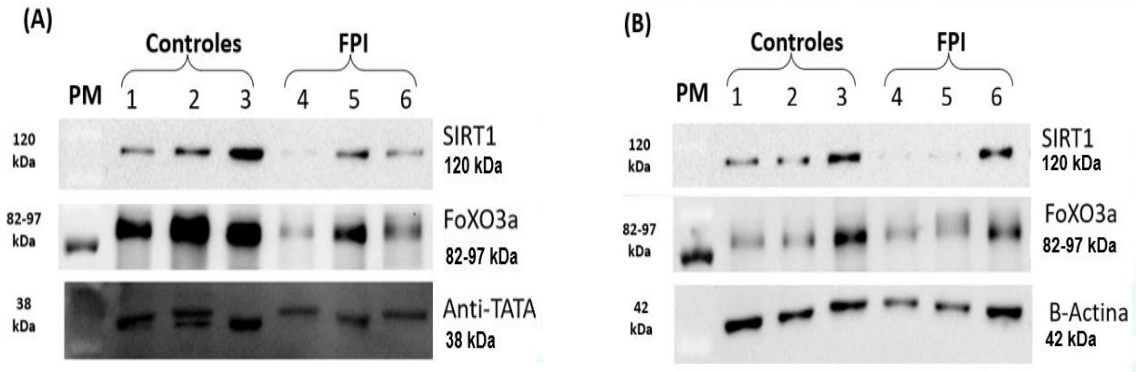 (A)
Controles FPI
PM 1 2 3 4 5 6
120 kDa SIRT1 120 kDa
82-97 kDa FoXO3a 82-97 kDa
38 kDa Anti-TATA 38 kDa
(B)
Controles FPI
PM 1 2 3 4 5 6
120 kDa SIRT1 120 kDa
82-97 kDa FoXO3a 82-97 kDa
42 kDa B-Actina 42 kDa